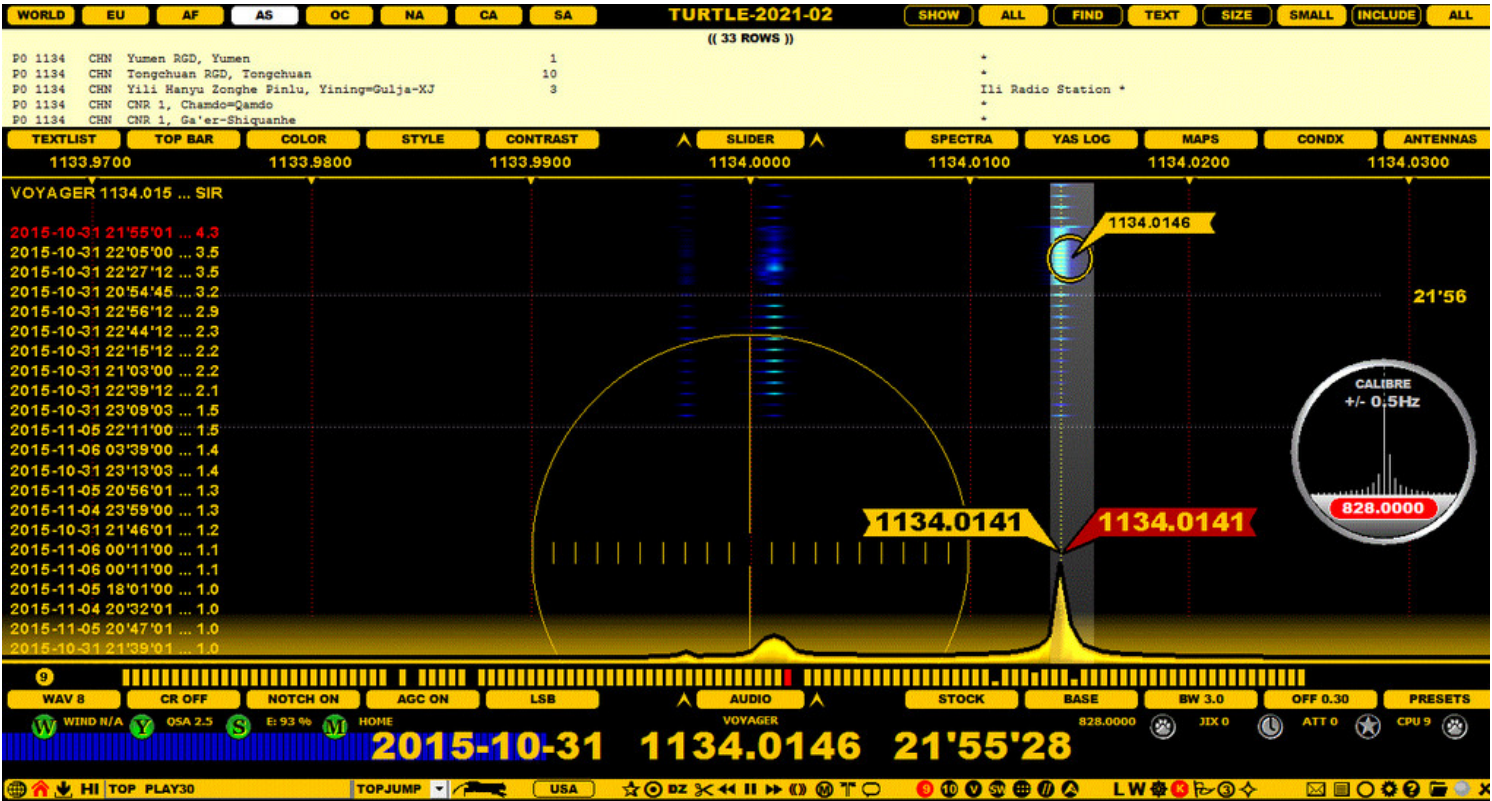 WORLD EU AF AS OC NA CA SA TURTLE-2021-02 SHOW ALL FIND TEXT SIZE SMALL INCLUDE ALL
(( 33 ROWS ))
P0 1134 CHN Yumen RGD, Yumen 1 *
P0 1134 CHN Tongchuan RGD, Tongchuan 10 *
P0 1134 CHN Yili Hanyu Zonghe Pinlu, Yining=Gulja-XJ 3 Ili Radio Station *
P0 1134 CHN CNR 1, Chamdo=Qamdo *
P0 1134 CHN CNR 1, Ga'er-Shiquanhe *
TEXTLIST TOP BAR COLOR STYLE CONTRAST SLIDER SPECTRA YAS LOG MAPS CONDX ANTENNAS
1133.9700 1133.9800 1133.9900 1134.0000 1134.0100 1134.0200 1134.0300
VOYAGER 1134.015 ... SIR
1134.0146
2015-10-31 21'55'01 ... 4.3
2015-10-31 22'05'00 ... 3.5
2015-10-31 22'27'12 ... 3.5
2015-10-31 20'54'45 ... 3.2
21'56
2015-10-31 22'56'12 ... 2.9
2015-10-31 22'44'12 ... 2.3
2015-10-31 22'15'12 ... 2.2
2015-10-31 21'03'00 ... 2.2
2015-10-31 22'39'12 ... 2.1
2015-10-31 23'09'03 ... 1.5
2015-11-05 22'11'00 ... 1.5
2015-11-06 03'39'00 ... 1.4
2015-10-31 23'13'03 ... 1.4
2015-11-05 20'56'01 ... 1.3
2015-11-04 23'59'00 ... 1.3
2015-10-31 21'46'01 ... 1.2
2015-11-06 00'11'00 ... 1.1
2015-11-06 00'11'00 ... 1.1
2015-11-05 18'01'00 ... 1.0
2015-11-04 20'32'01 ... 1.0
2015-11-05 20'47'01 ... 1.0
2015-10-31 21'39'01 ... 1.0
CALIBRE
+/- 0.5Hz
828.0000
1134.0141 1134.0141
9
WAV 8 CR OFF NOTCH ON AGC ON LSB AUDIO STOCK BASE BW 3.0 OFF 0.30 PRESETS
W WIND N/A Y QSA 2.5 S E: 93 % M HOME VOYAGER 828.0000 JIX 0 ATT 0 CPU 9
2015-10-31 1134.0146 21'55'28
HI TOP PLAY30 TOPJUMP USA DZ M 9 10 V SW L W K 3 X